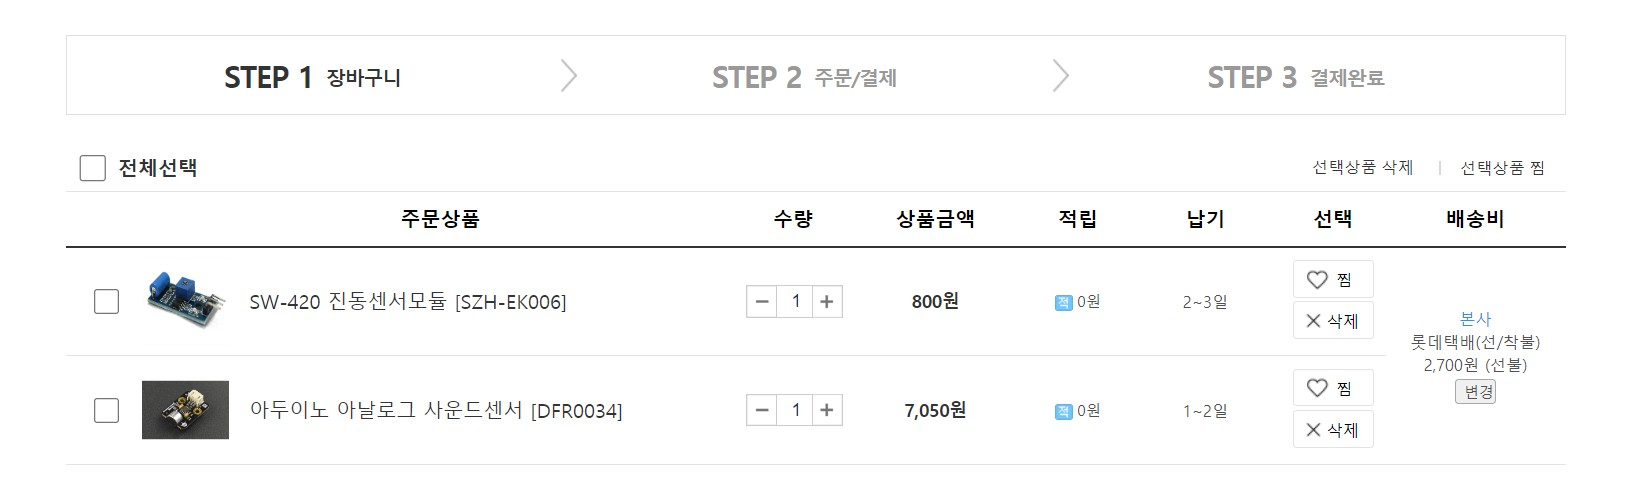 STEP 1 장바구니
STEP 2 주문/결제
STEP 3 결제완료
전체선택
선택상품 삭제 | 선택상품 찜
주문상품 수량 상품금액 적립 납기 선택 배송비
SW-420 진동센서모듈 [SZH-EK006] 1 800원 적 0원 2~3일
찜
삭제
아두이노 아날로그 사운드센서 [DFR0034] 1 7,050원 적 0원 1~2일
찜
삭제
본사
롯데택배(선/착불)
2,700원 (선불)
변경